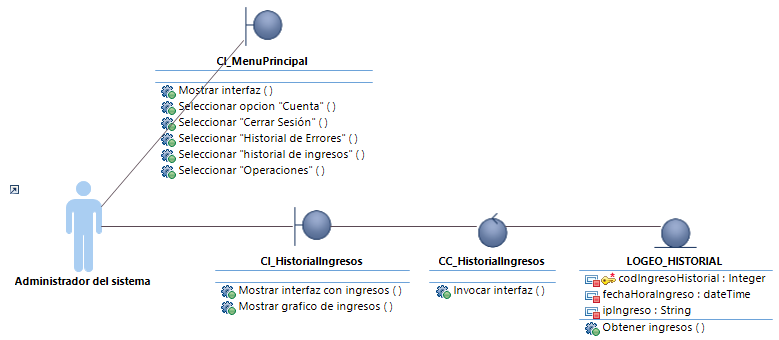 CI_MenuPrincipal
Mostrar interfaz ( )
Seleccionar opcion "Cuenta" ( )
Seleccionar "Cerrar Sesión" ( )
Seleccionar "Historial de Errores" ( )
Seleccionar "historial de ingresos" ( )
Seleccionar "Operaciones" ( )
Administrador del sistema
CI_HistorialIngresos
Mostrar interfaz con ingresos ( )
Mostrar grafico de ingresos ( )
CC_HistorialIngresos
Invocar interfaz ( )
LOGEO_HISTORIAL
codIngresoHistorial : Integer
fechaHoraIngreso : dateTime
ipIngreso : String
Obtener ingresos ( )